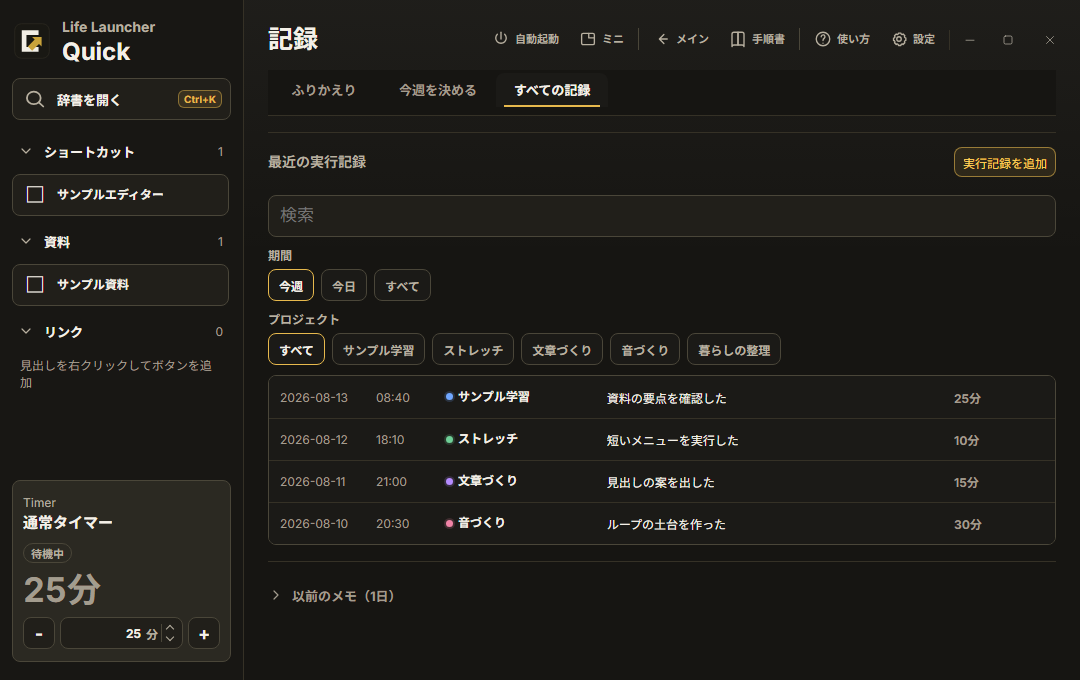 Life Launcher
Quick
辞書を開く Ctrl+K
ショートカット 1
サンプルエディター
資料 1
サンプル資料
リンク 0
見出しを右クリックしてボタンを追
加
Timer
通常タイマー
待機中
25分
- 25 分 +
記録
自動起動 ミニ メイン 手順書 使い方 設定
ふりかえり 今週を決める すべての記録
最近の実行記録 実行記録を追加
検索
期間
今週 今日 すべて
プロジェクト
すべて サンプル学習 ストレッチ 文章づくり 音づくり 暮らしの整理
2026-08-13 08:40 サンプル学習 資料の要点を確認した 25分
2026-08-12 18:10 ストレッチ 短いメニューを実行した 10分
2026-08-11 21:00 文章づくり 見出しの案を出した 15分
2026-08-10 20:30 音づくり ループの土台を作った 30分
以前のメモ（1日）